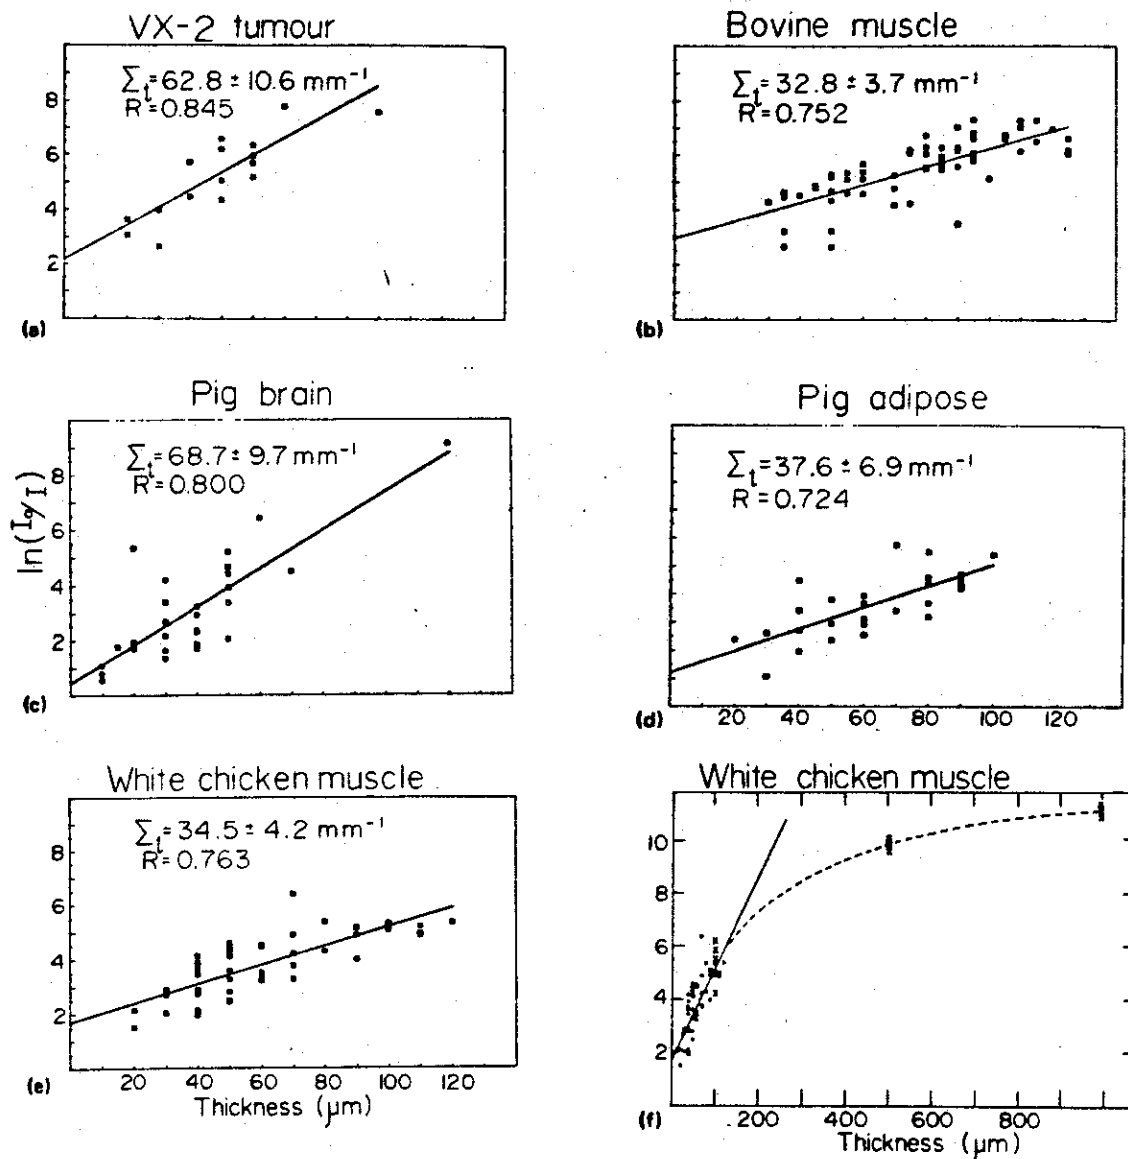 VX-2 tumour
Σt=62.8 ± 10.6 mm⁻¹
R=0.845
8
6
4
2
(a)
Bovine muscle
Σt=32.8 ± 3.7 mm⁻¹
R=0.752
(b)
Pig brain
Σt=68.7 ± 9.7 mm⁻¹
R=0.800
ln(I₀/I)
8
6
4
2
(c)
Pig adipose
Σt=37.6 ± 6.9 mm⁻¹
R=0.724
(d)
20 40 60 80 100 120
White chicken muscle
Σt=34.5 ± 4.2 mm⁻¹
R=0.763
8
6
4
2
(e)
20 40 60 80 100 120
Thickness (μm)
White chicken muscle
10
8
6
4
2
(f)
200 400 600 800
Thickness (μm)